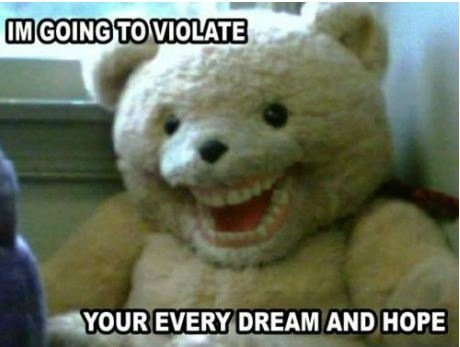 IM GOING TO VIOLATE
YOUR EVERY DREAM AND HOPE